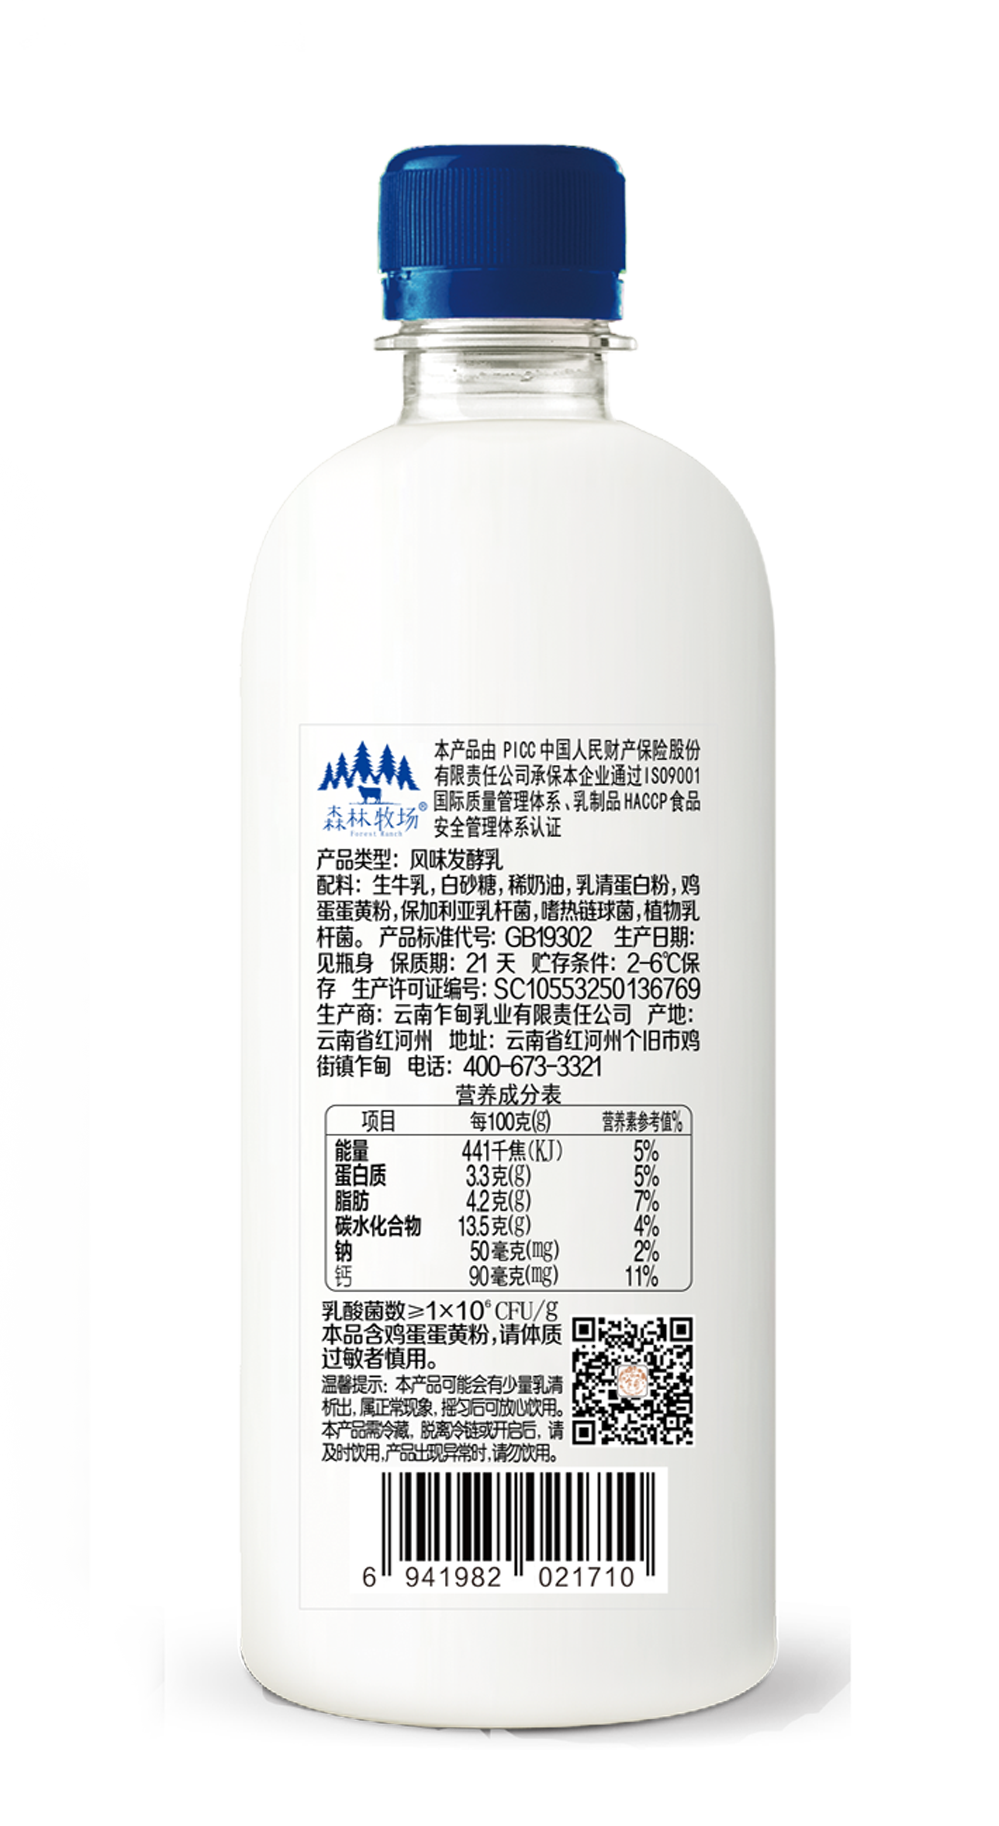 森林牧场®
Forest Ranch
本产品由 PICC 中国人民财产保险股份
有限责任公司承保本企业通过ISO9001
国际质量管理体系、乳制品HACCP食品
安全管理体系认证
产品类型：风味发酵乳
配料：生牛乳，白砂糖，稀奶油，乳清蛋白粉，鸡
蛋蛋黄粉，保加利亚乳杆菌，嗜热链球菌，植物乳
杆菌。 产品标准代号：GB19302 生产日期：
见瓶身 保质期：21 天 贮存条件：2-6℃保
存 生产许可证编号：SC10553250136769
生产商：云南乍甸乳业有限责任公司 产地：
云南省红河州 地址：云南省红河州个旧市鸡
街镇乍甸 电话：400-673-3321
营养成分表
项目 每100克(g) 营养素参考值%
能量 441千焦(KJ) 5%
蛋白质 3.3克(g) 5%
脂肪 4.2克(g) 7%
碳水化合物 13.5克(g) 4%
钠 50毫克(mg) 2%
钙 90毫克(mg) 11%
乳酸菌数≥1×10⁶CFU/g
本品含鸡蛋蛋黄粉，请体质
过敏者慎用。
温馨提示：本产品可能会有少量乳清
析出，属正常现象，摇匀后可放心饮用。
本产品需冷藏，脱离冷链或开启后，请
及时饮用，产品出现异常时，请勿饮用。
6 941982 021710